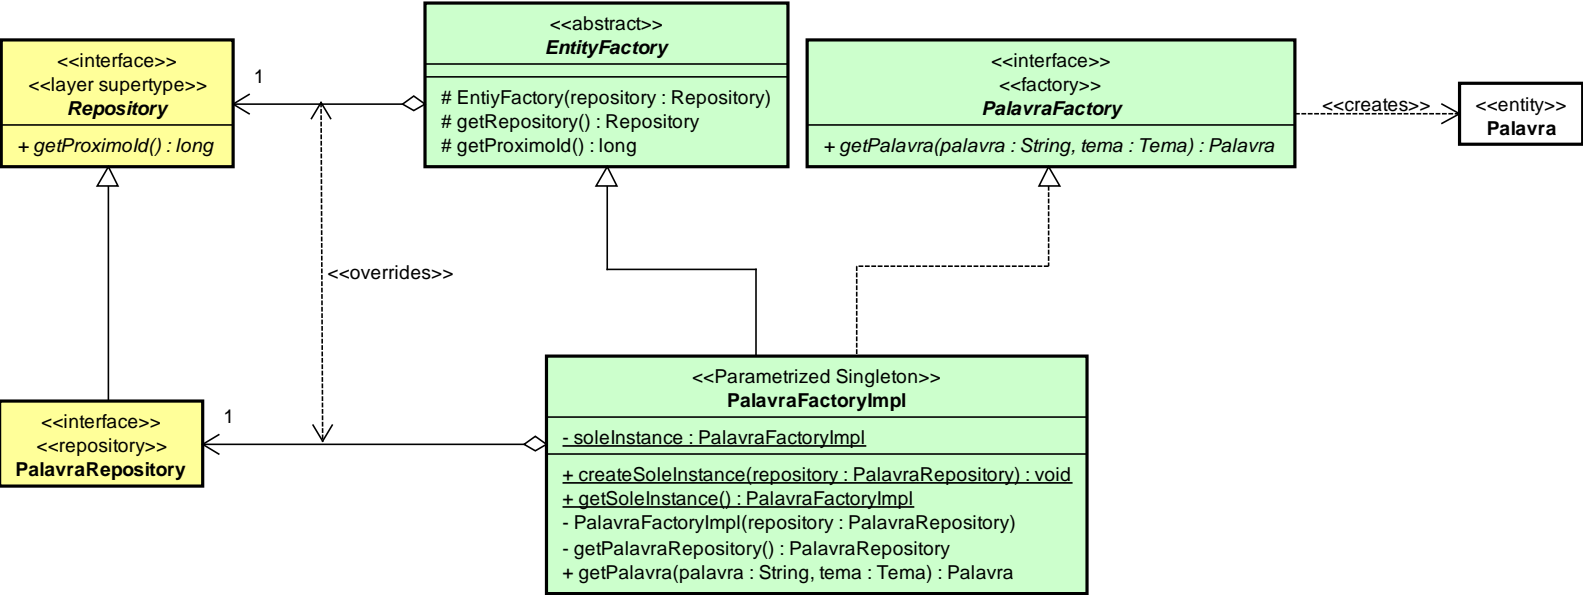 <<interface>>
<<layer supertype>>
Repository
+ getProximoId() : long
1
<<abstract>>
EntityFactory
# EntiyFactory(repository : Repository)
# getRepository() : Repository
# getProximoId() : long
<<interface>>
<<factory>>
PalavraFactory
+ getPalavra(palavra : String, tema : Tema) : Palavra
<<creates>>
<<entity>>
Palavra
<<overrides>>
<<interface>>
<<repository>>
PalavraRepository
1
<<Parametrized Singleton>>
PalavraFactoryImpl
- soleInstance : PalavraFactoryImpl
+ createSoleInstance(repository : PalavraRepository) : void
+ getSoleInstance() : PalavraFactoryImpl
- PalavraFactoryImpl(repository : PalavraRepository)
- getPalavraRepository() : PalavraRepository
+ getPalavra(palavra : String, tema : Tema) : Palavra